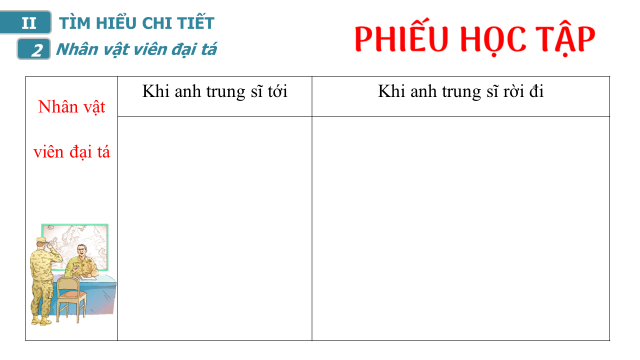 II TÌM HIỂU CHI TIẾT
2 Nhân vật viên đại tá
PHIẾU HỌC TẬP
Nhân vật
viên đại tá
Khi anh trung sĩ tới
Khi anh trung sĩ rời đi